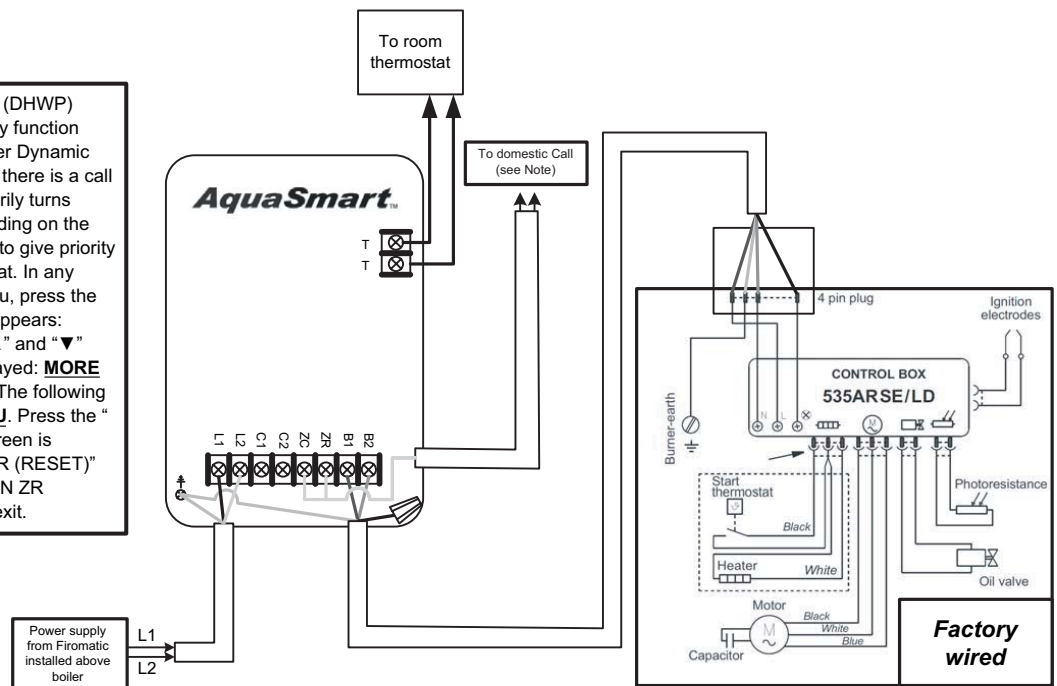 (DHWP)
y function
er Dynamic
there is a call
rily turns
ding on the
to give priority
at. In any
u, press the
ppears:
" and "▼"
ayed: MORE
The following
U. Press the "
reen is
R (RESET)"
N ZR
exit.
To room
thermostat
To domestic Call
(see Note)
AquaSmart™
T
T
L1 L2 C1 C2 ZC ZR B1 B2
Power supply
from Firomatic
installed above
boiler
L1
L2
4 pin plug
Ignition
electrodes
CONTROL BOX
535ARSE/LD
N L
M
Burner-earth
Start
thermostat
Black
Heater
White
Photoresistance
Oil valve
Motor
M
Capacitor
Black
White
Blue
Factory
wired